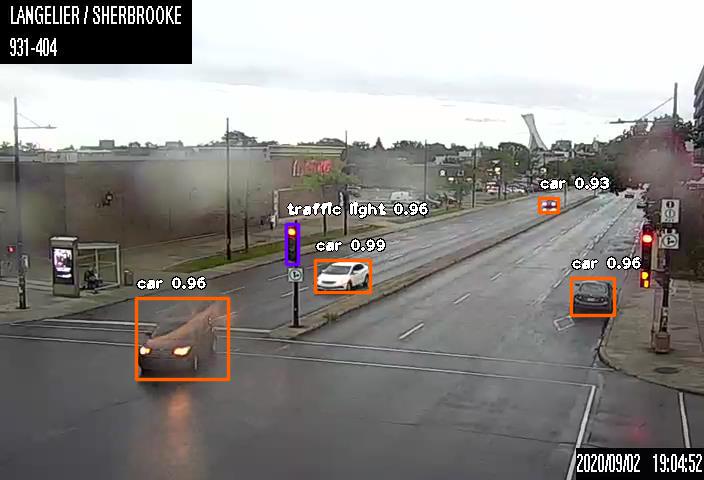 LANGELIER / SHERBROOKE
931-404
car 0.93
traffic light 0.96
car 0.99
car 0.96
car 0.96
2020/09/02 19:04:52